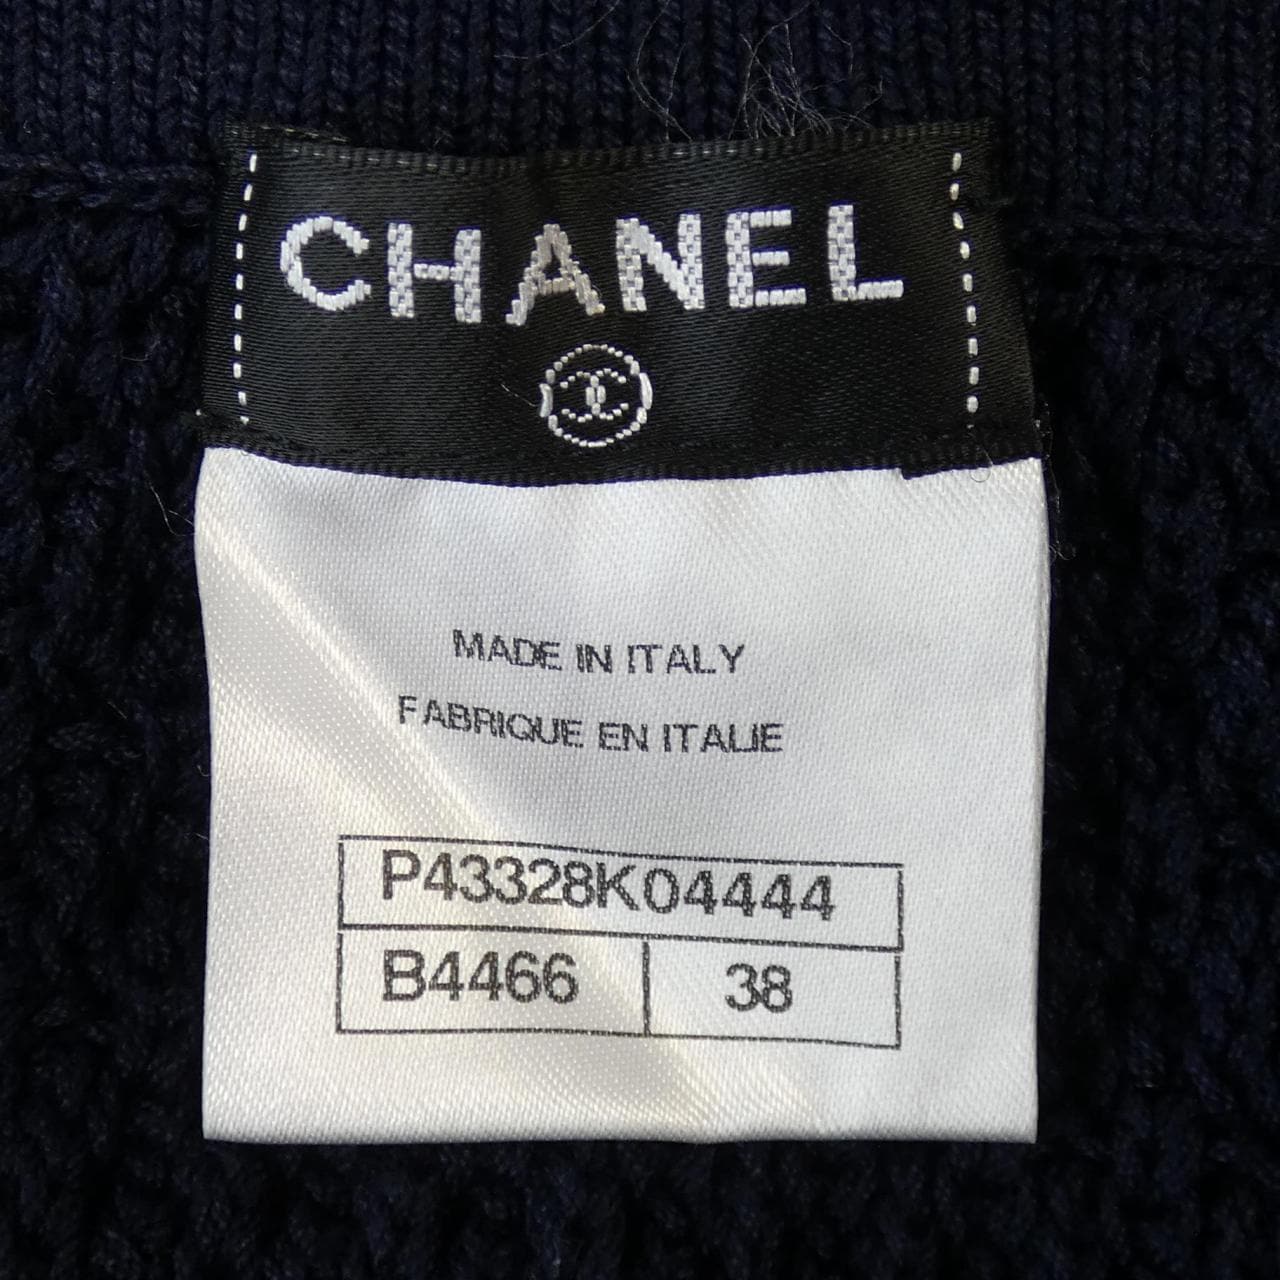 CHANEL
MADE IN ITALY
FABRIQUE EN ITALIE
P43328K04444
B4466 38